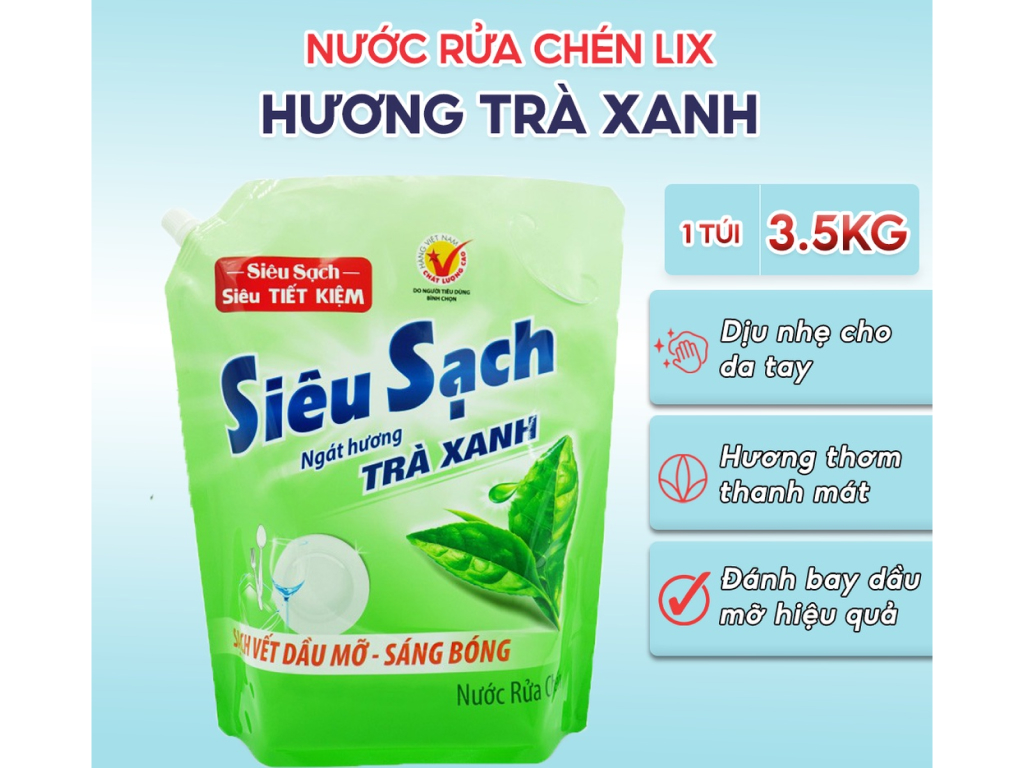 NƯỚC RỬA CHÉN LIX
HƯƠNG TRÀ XANH
1 TÚI 3.5KG
Dịu nhẹ cho
da tay
Hương thơm
thanh mát
Đánh bay dầu
mỡ hiệu quả
Siêu Sạch
Siêu TIẾT KIỆM
HÀNG VIỆT NAM
CHẤT LƯỢNG CAO
DO NGƯỜI TIÊU DÙNG
BÌNH CHỌN
Siêu Sạch
Ngát hương
TRÀ XANH
SẠCH VẾT DẦU MỠ - SÁNG BÓNG
Nước Rửa Chén